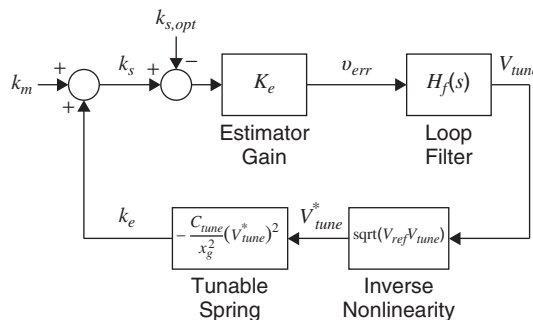 k_{s,opt}
+
k_m
+
k_s
+
−
K_e
υ_{err}
H_f(s)
V_{tune}
Estimator
Gain
Loop
Filter
k_e
− C_{tune}/x_g^2 (V^*_{tune})^2
V^*_{tune}
sqrt(V_{ref}V_{tune})
Tunable
Spring
Inverse
Nonlinearity